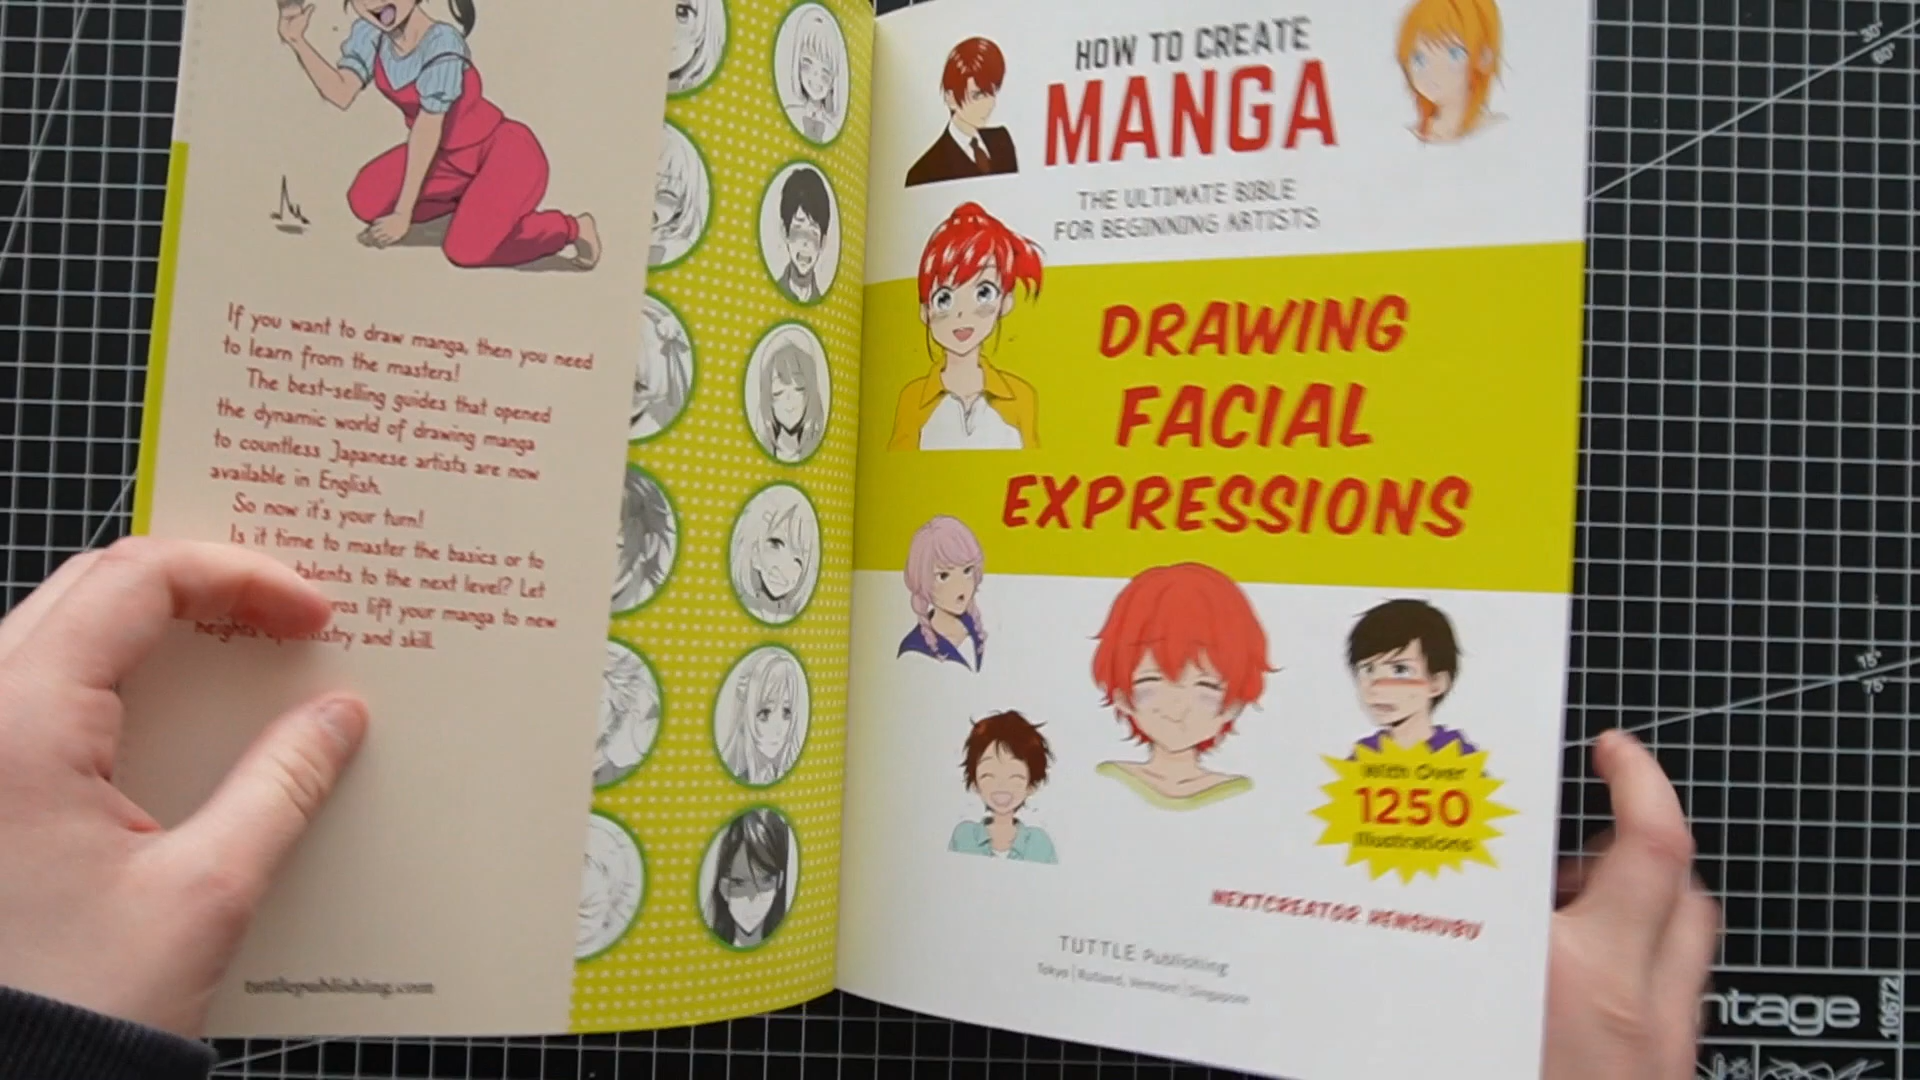 If you want to draw manga, then you need
to learn from the masters!
The best-selling guides that opened
the dynamic world of drawing manga
to countless Japanese artists are now
available in English.
So now it's your turn!
Is it time to master the basics or to
talents to the next level? Let
ros lift your manga to new
heights istry and skill.
tuttlepublishing.com
HOW TO CREATE
MANGA
THE ULTIMATE BIBLE
FOR BEGINNING ARTISTS
DRAWING
FACIAL
EXPRESSIONS
With Over
1250
Illustrations
NEXTCREATOR HENSHUBU
TUTTLE Publishing
Tokyo | Rutland, Vermont | Singapore
30°
60°
15°
75°
ntage
10672